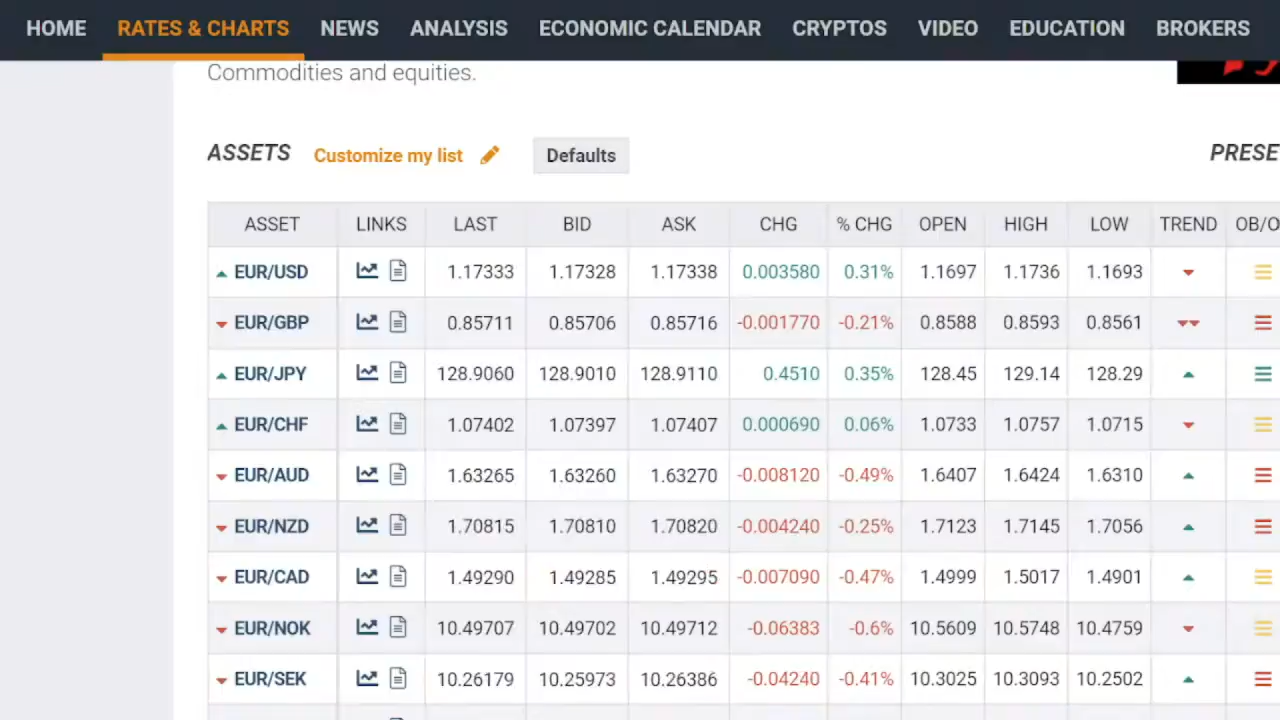 HOME RATES & CHARTS NEWS ANALYSIS ECONOMIC CALENDAR CRYPTOS VIDEO EDUCATION BROKERS
Commodities and equities.
ASSETS Customize my list Defaults PRESE
ASSET LINKS LAST BID ASK CHG % CHG OPEN HIGH LOW TREND OB/O
EUR/USD 1.17333 1.17328 1.17338 0.003580 0.31% 1.1697 1.1736 1.1693
EUR/GBP 0.85711 0.85706 0.85716 -0.001770 -0.21% 0.8588 0.8593 0.8561
EUR/JPY 128.9060 128.9010 128.9110 0.4510 0.35% 128.45 129.14 128.29
EUR/CHF 1.07402 1.07397 1.07407 0.000690 0.06% 1.0733 1.0757 1.0715
EUR/AUD 1.63265 1.63260 1.63270 -0.008120 -0.49% 1.6407 1.6424 1.6310
EUR/NZD 1.70815 1.70810 1.70820 -0.004240 -0.25% 1.7123 1.7145 1.7056
EUR/CAD 1.49290 1.49285 1.49295 -0.007090 -0.47% 1.4999 1.5017 1.4901
EUR/NOK 10.49707 10.49702 10.49712 -0.06383 -0.6% 10.5609 10.5748 10.4759
EUR/SEK 10.26179 10.25973 10.26386 -0.04240 -0.41% 10.3025 10.3093 10.2502